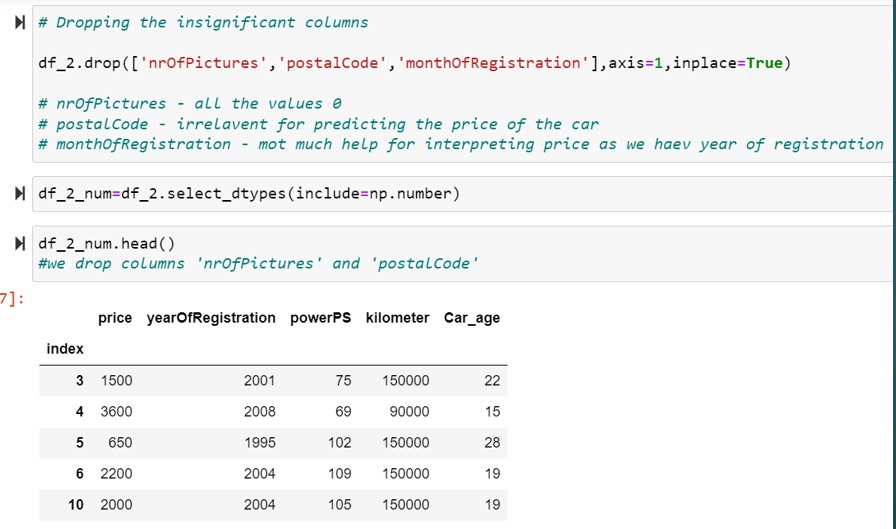 # Dropping the insignificant columns
df_2.drop(['nrOfPictures','postalCode','monthOfRegistration'],axis=1,inplace=True)
# nrOfPictures - all the values 0
# postalCode - irrelavent for predicting the price of the car
# monthOfRegistration - mot much help for interpreting price as we haev year of registration
df_2_num=df_2.select_dtypes(include=np.number)
df_2_num.head()
#we drop columns 'nrOfPictures' and 'postalCode'
7]:
price yearOfRegistration powerPS kilometer Car_age
index
3 1500 2001 75 150000 22
4 3600 2008 69 90000 15
5 650 1995 102 150000 28
6 2200 2004 109 150000 19
10 2000 2004 105 150000 19